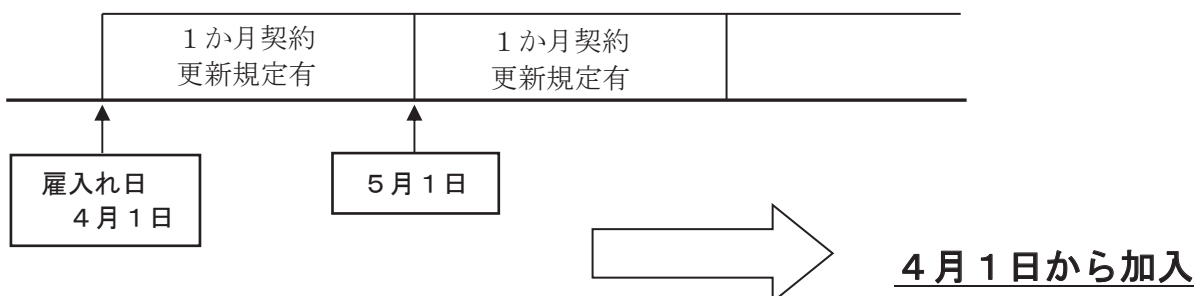 １か月契約
更新規定有
１か月契約
更新規定有
雇入れ日
４月１日
５月１日
４月１日から加入